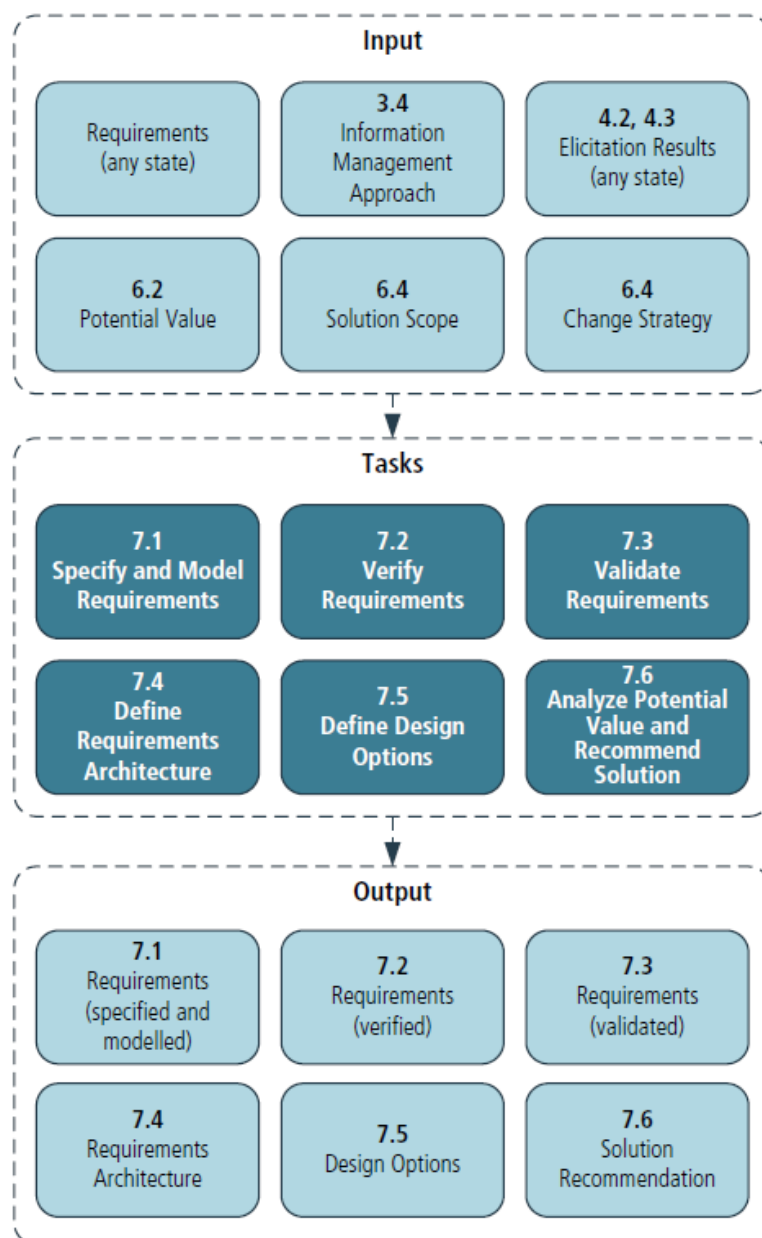 Input
Requirements
(any state)
3.4
Information
Management
Approach
4.2, 4.3
Elicitation Results
(any state)
6.2
Potential Value
6.4
Solution Scope
6.4
Change Strategy
Tasks
7.1
Specify and Model
Requirements
7.2
Verify
Requirements
7.3
Validate
Requirements
7.4
Define
Requirements
Architecture
7.5
Define Design
Options
7.6
Analyze Potential
Value and
Recommend
Solution
Output
7.1
Requirements
(specified and
modelled)
7.2
Requirements
(verified)
7.3
Requirements
(validated)
7.4
Requirements
Architecture
7.5
Design Options
7.6
Solution
Recommendation